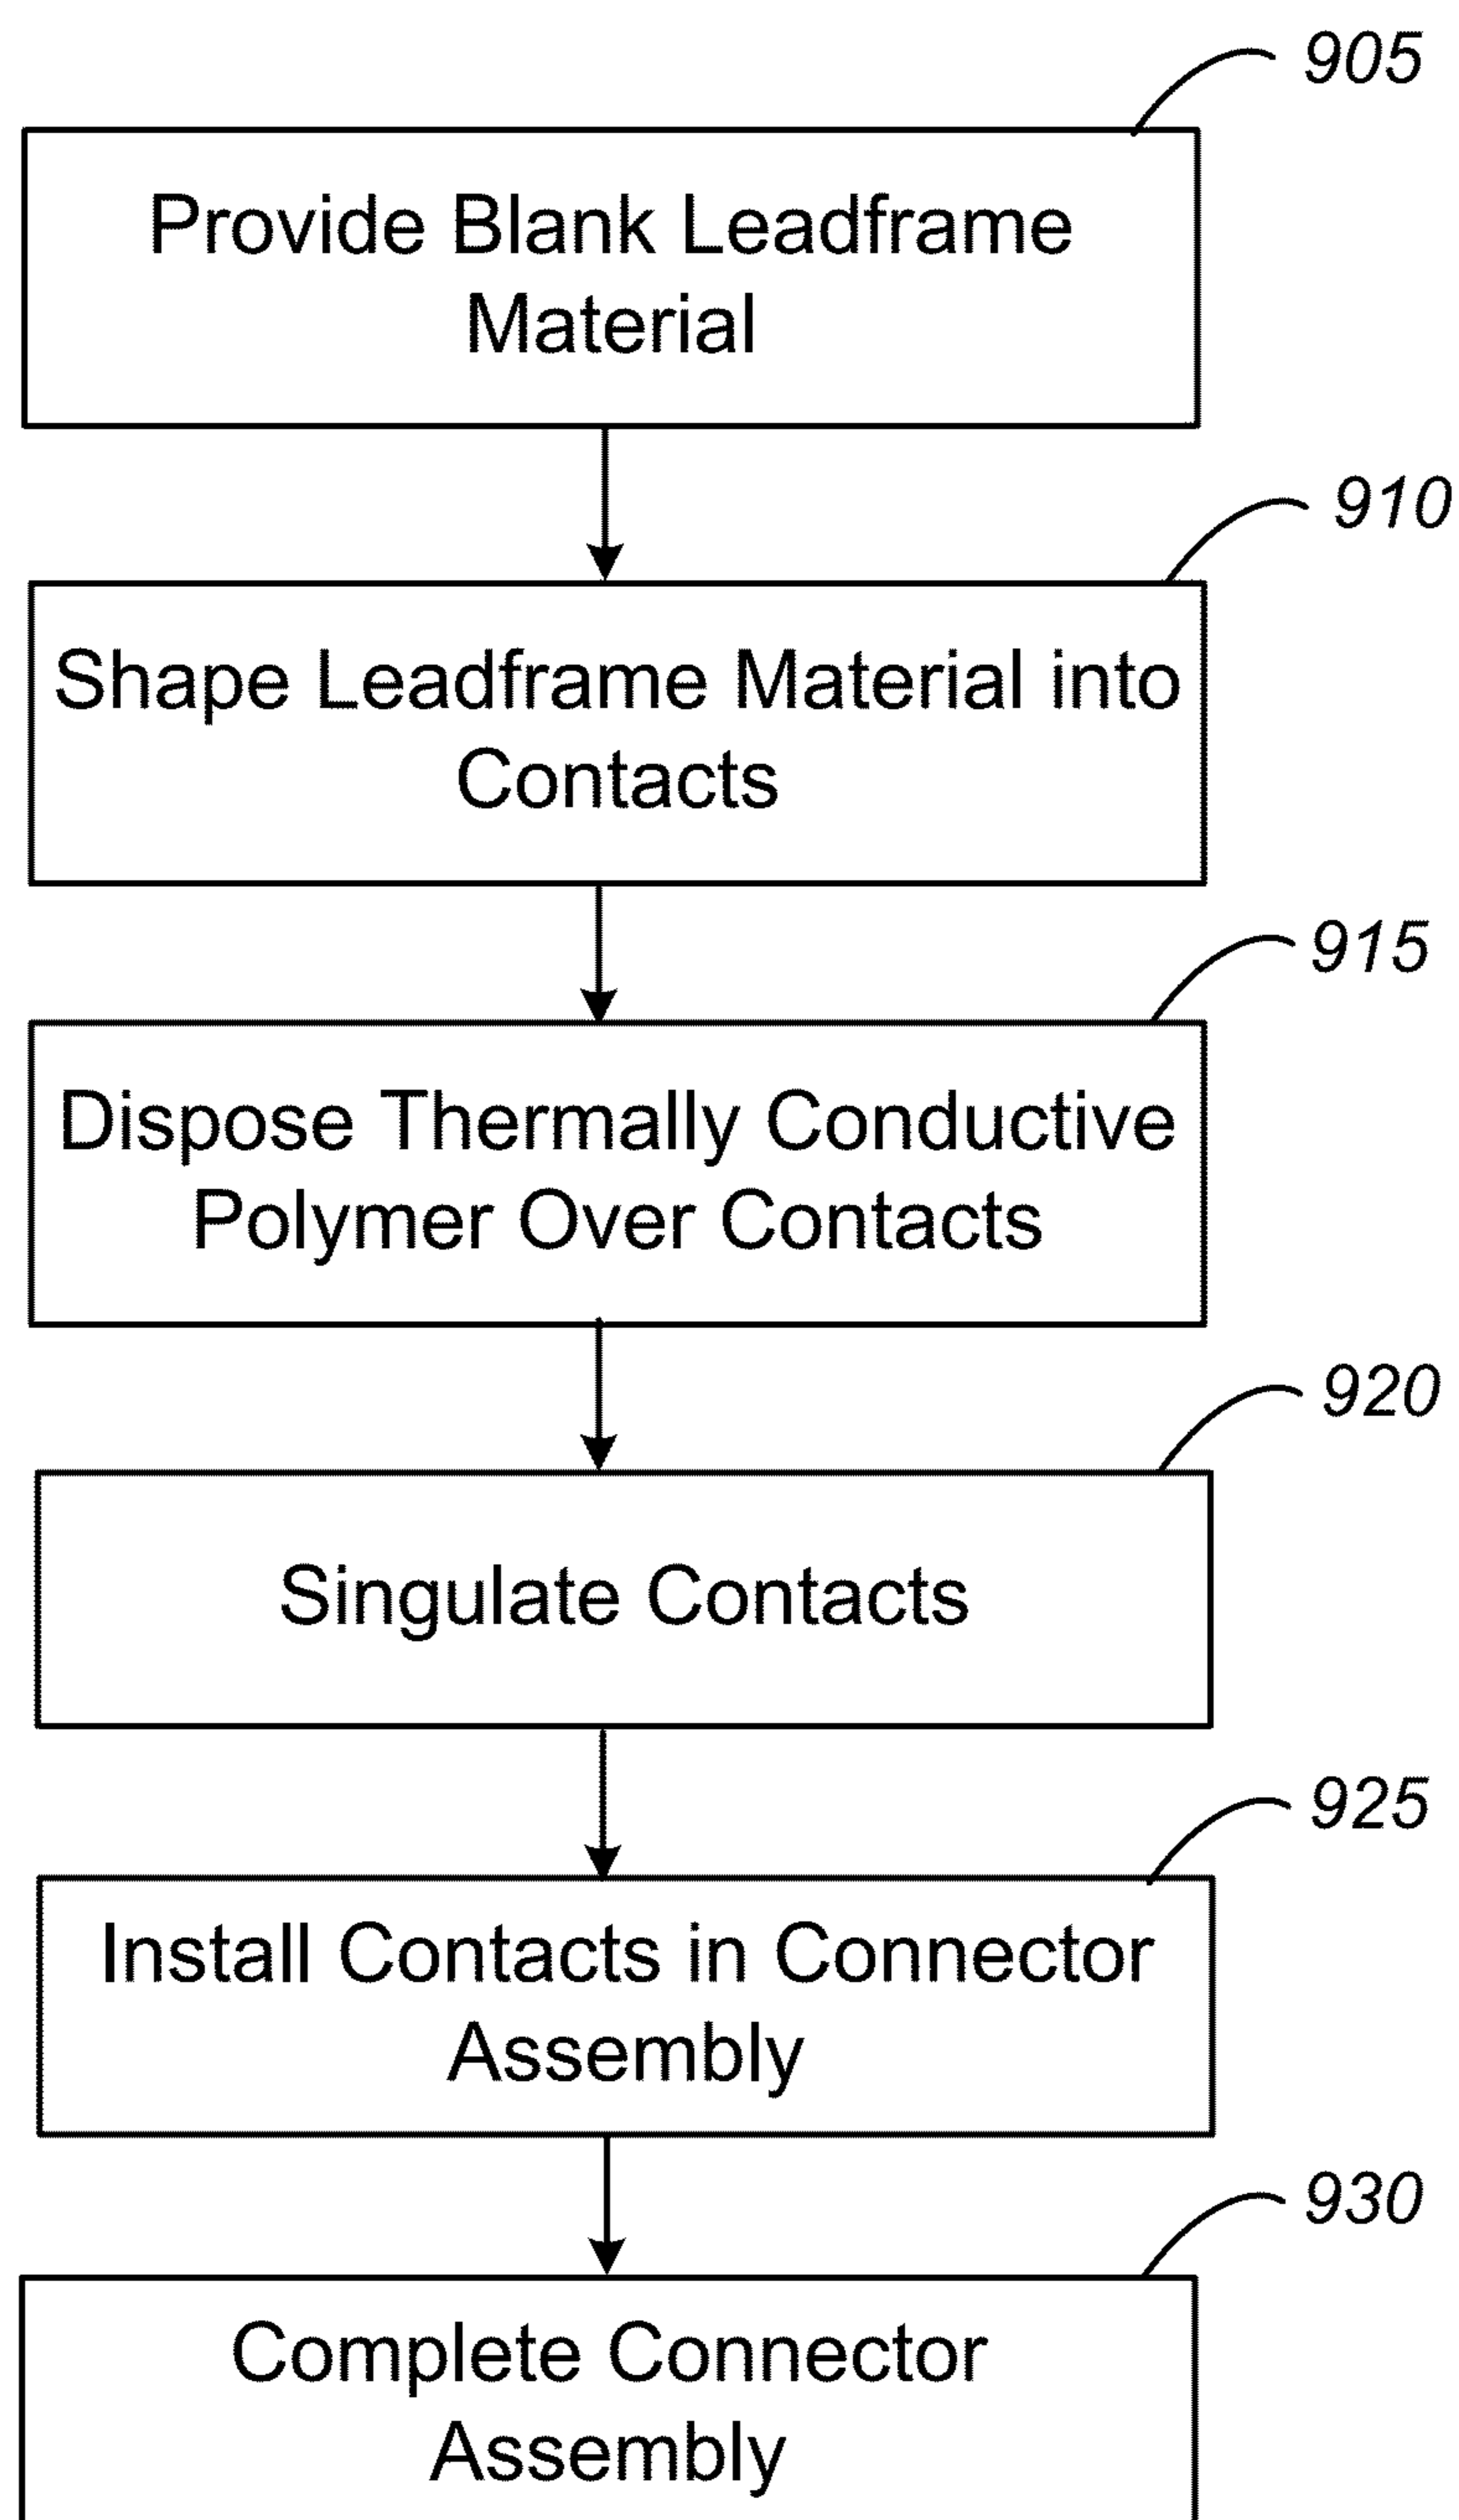 905
Provide Blank Leadframe
Material
910
Shape Leadframe Material into
Contacts
915
Dispose Thermally Conductive
Polymer Over Contacts
920
Singulate Contacts
925
Install Contacts in Connector
Assembly
930
Complete Connector
Assembly